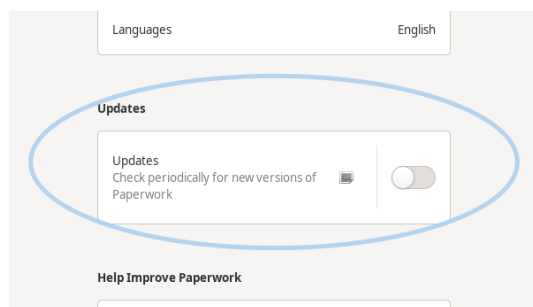 Languages English
Updates
Updates
Check periodically for new versions of
Paperwork
Help Improve Paperwork